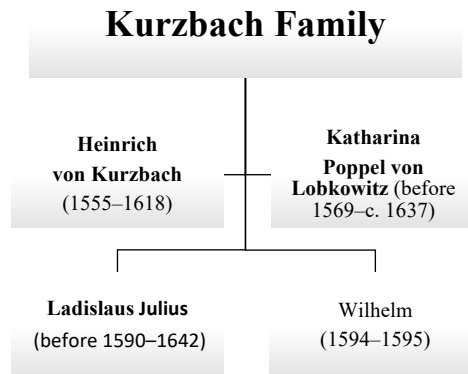 Kurzbach Family
Heinrich
von Kurzbach
(1555–1618)
Katharina
Poppel von
Lobkowitz (before
1569–c. 1637)
Ladislaus Julius
(before 1590–1642)
Wilhelm
(1594–1595)